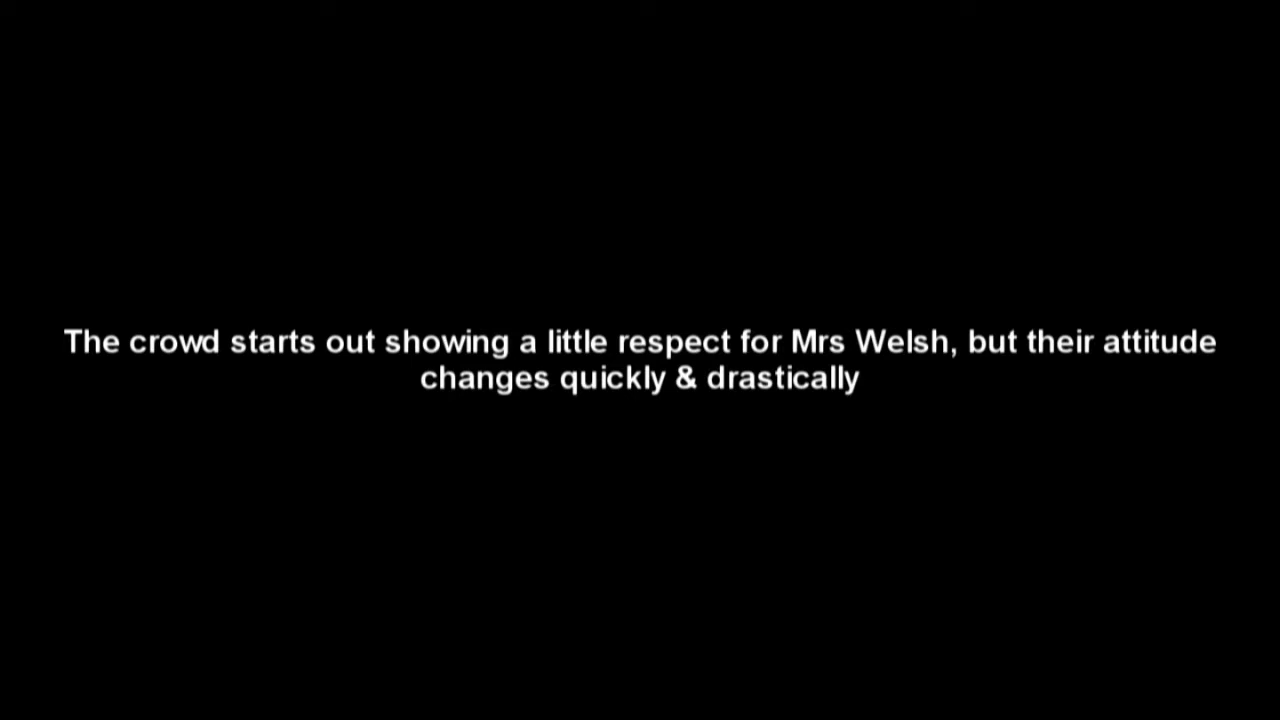 The crowd starts out showing a little respect for Mrs Welsh, but their attitude
changes quickly & drastically